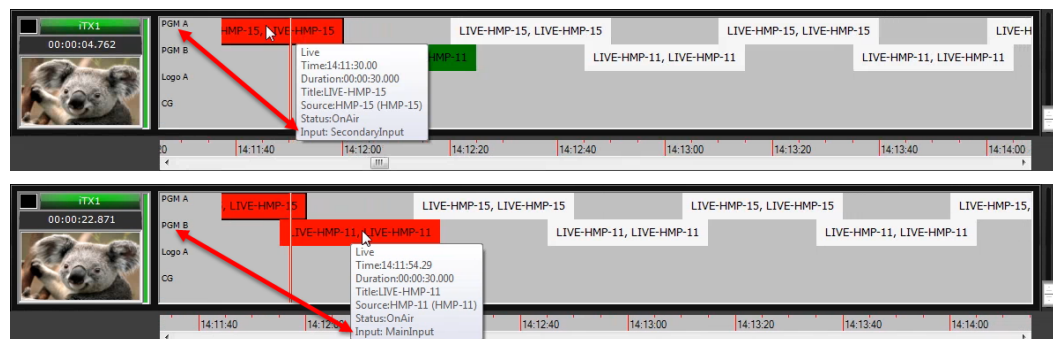 iTX1
00:00:04.762
PGM A
PGM B
Logo A
CG
HMP-15, LIVE-HMP-15
LIVE-HMP-15, LIVE-HMP-15
LIVE-HMP-15, LIVE-HMP-15
LIVE-H
HMP-11
LIVE-HMP-11, LIVE-HMP-11
LIVE-HMP-11, LIVE-HMP-11
Live
Time:14:11:30.00
Duration:00:00:30.000
Title:LIVE-HMP-15
Source:HMP-15 (HMP-15)
Status:OnAir
Input: SecondaryInput
20 14:11:40 14:12:00 14:12:20 14:12:40 14:13:00 14:13:20 14:13:40 14:14:00
iTX1
00:00:22.871
PGM A
PGM B
Logo A
CG
, LIVE-HMP-15
LIVE-HMP-15, LIVE-HMP-15
LIVE-HMP-15, LIVE-HMP-15
LIVE-HMP-15,
LIVE-HMP-11, LIVE-HMP-11
LIVE-HMP-11, LIVE-HMP-11
LIVE-HMP-11, LIVE-HMP-11
Live
Time:14:11:54.29
Duration:00:00:30.000
Title:LIVE-HMP-11
Source:HMP-11 (HMP-11)
Status:OnAir
Input: MainInput
14:11:40 14:12:40 14:13:00 14:13:20 14:13:40 14:14:00